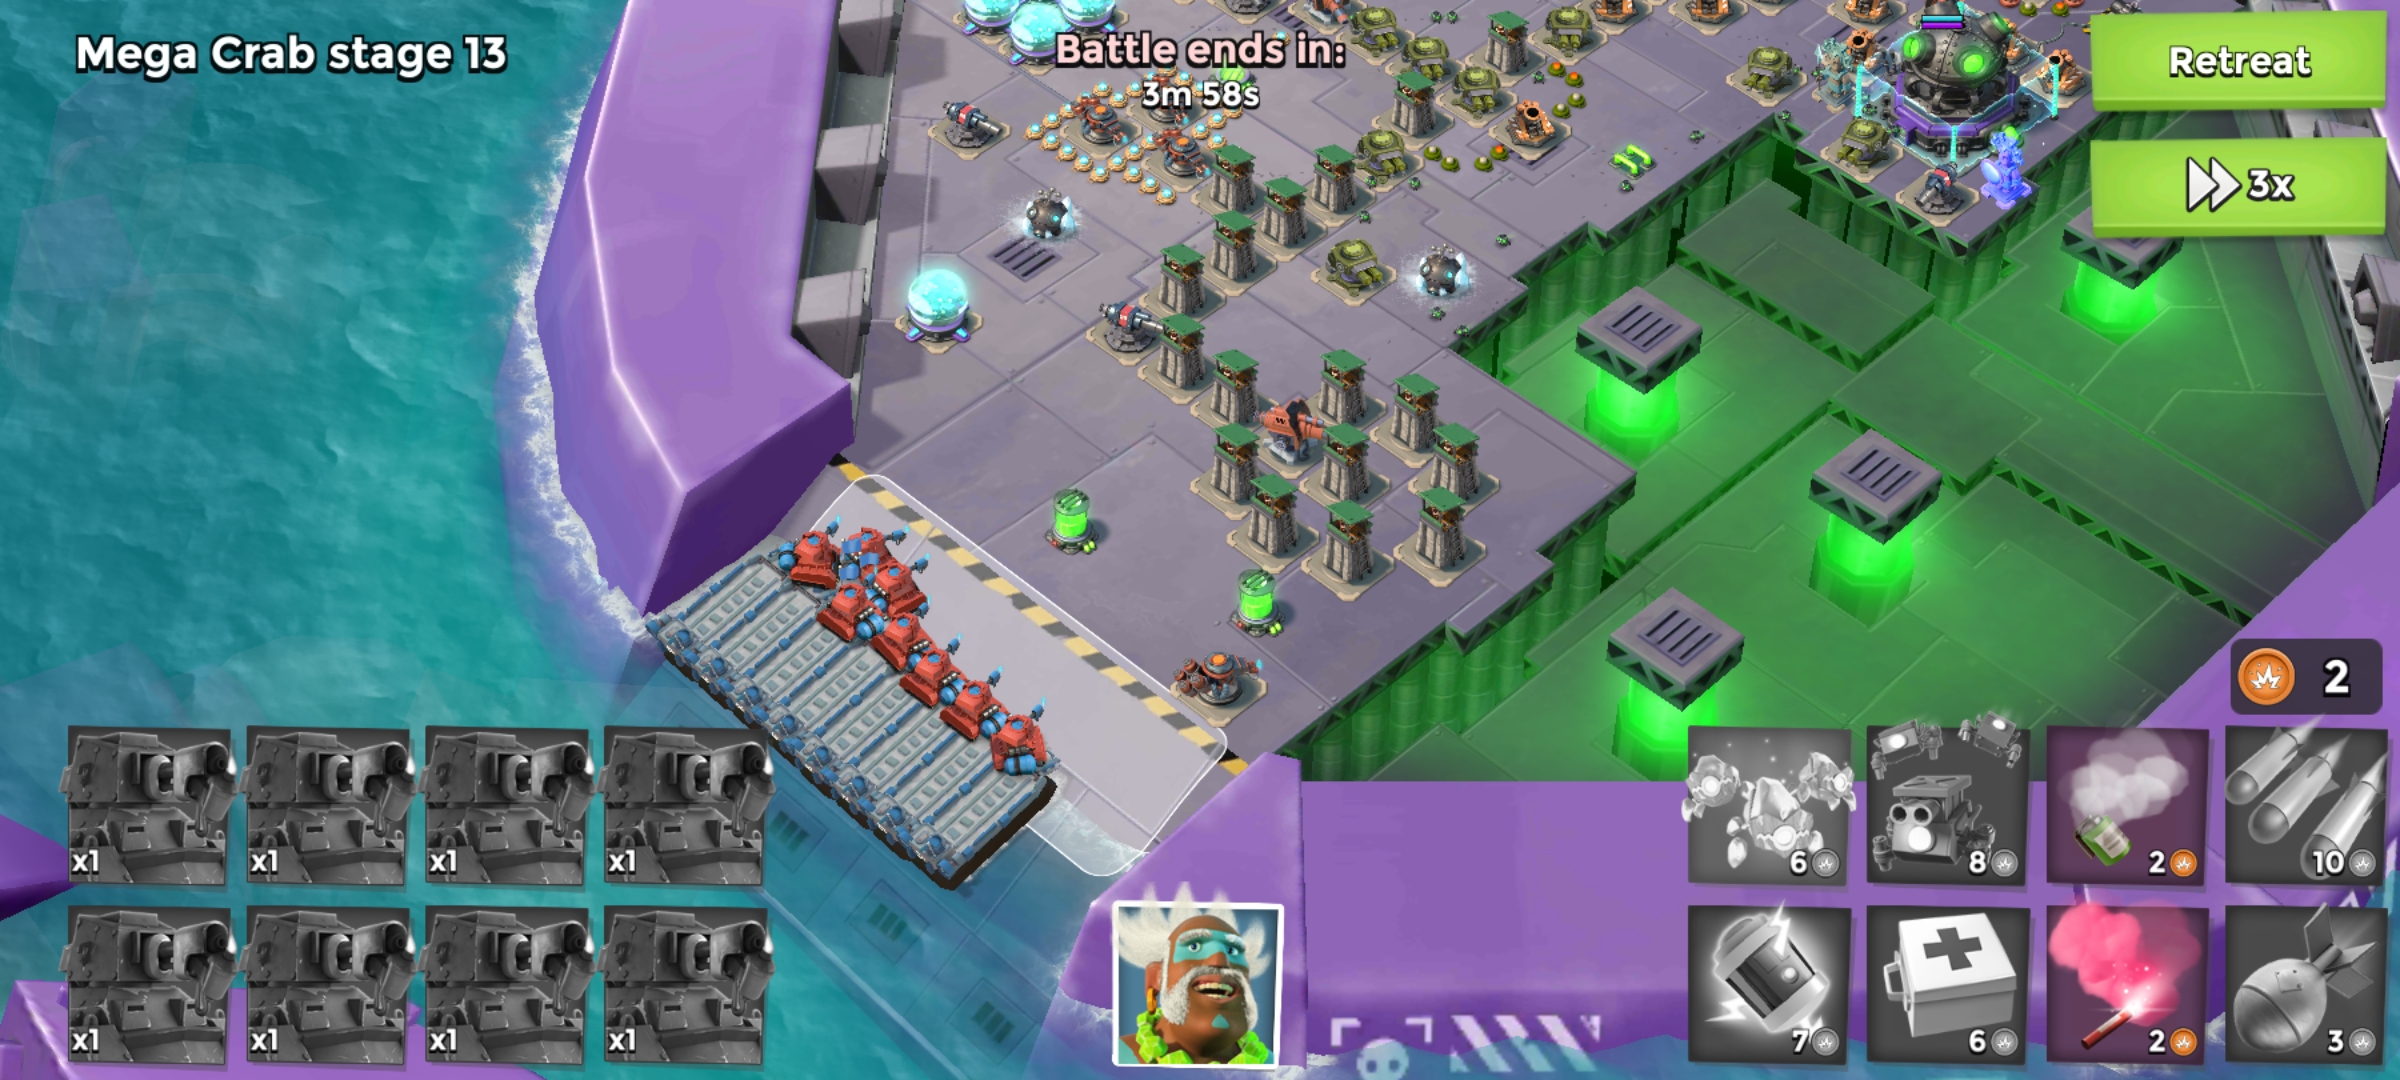 Mega Crab stage 13
Battle ends in:
3m 58s
Retreat
3x
2
x1
x1
x1
x1
6
8
2
10
x1
x1
x1
x1
7
6
2
3